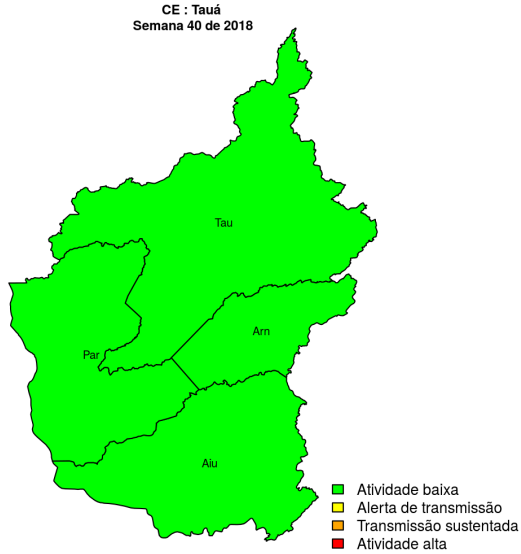 CE : Tauá
Semana 40 de 2018
Tau
Arn
Par
Aiu
Atividade baixa
Alerta de transmissão
Transmissão sustentada
Atividade alta